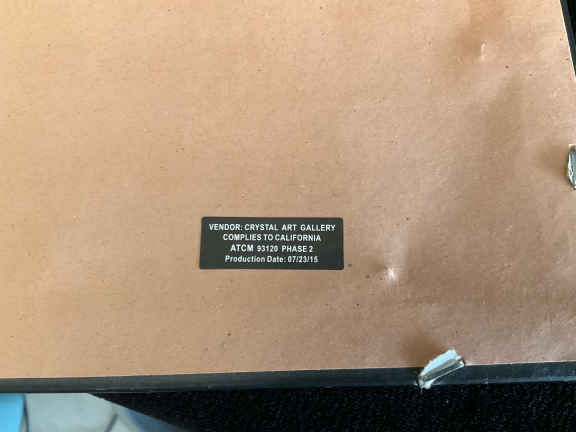 VENDOR: CRYSTAL ART GALLERY
COMPLIES TO CALIFORNIA
ATCM 93120 PHASE 2
Production Date: 07/23/15